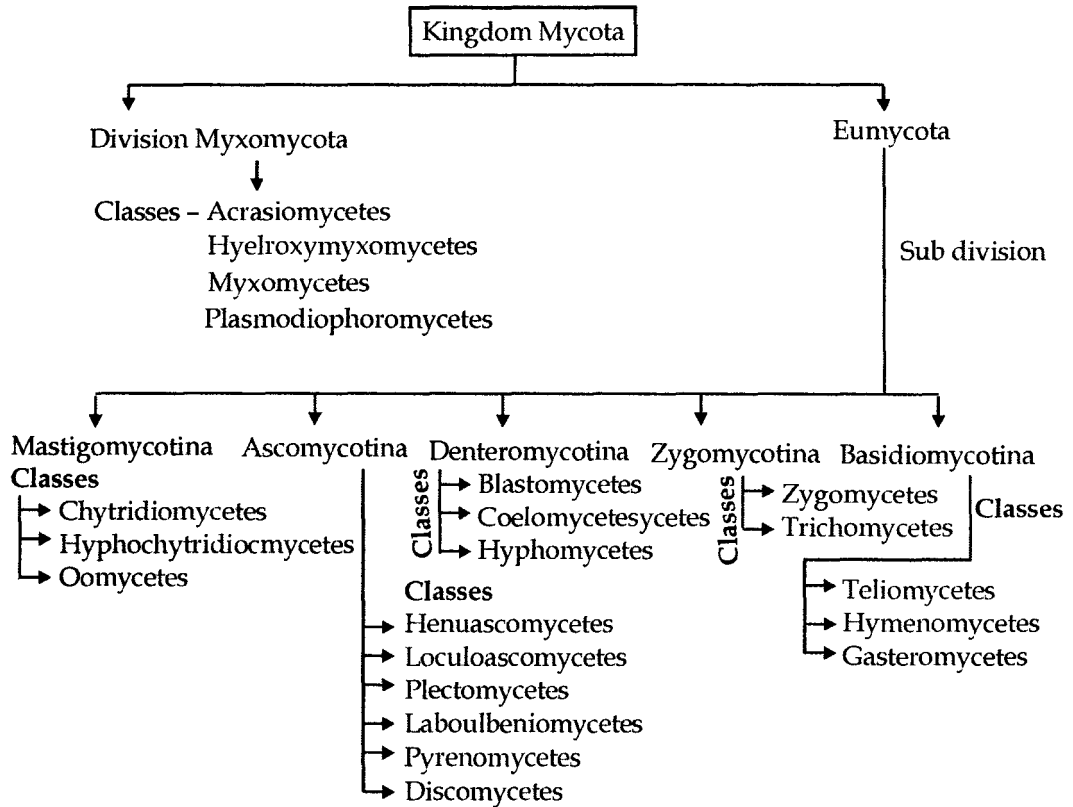 Kingdom Mycota
Division Myxomycota
Eumycota
Classes – Acrasiomycetes
Hyelroxymyxomycetes
Myxomycetes
Plasmodiophoromycetes
Sub division
Mastigomycotina
Classes
Chytridiomycetes
Hyphochytridiocmycetes
Oomycetes
Ascomycotina
Classes
Henuascomycetes
Loculoascomycetes
Plectomycetes
Laboulbeniomycetes
Pyrenomycetes
Discomycetes
Denteromycotina
Classes
Blastomycetes
Coelomycetesycetes
Hyphomycetes
Zygomycotina
Classes
Zygomycetes
Trichomycetes
Basidiomycotina
Classes
Teliomycetes
Hymenomycetes
Gasteromycetes